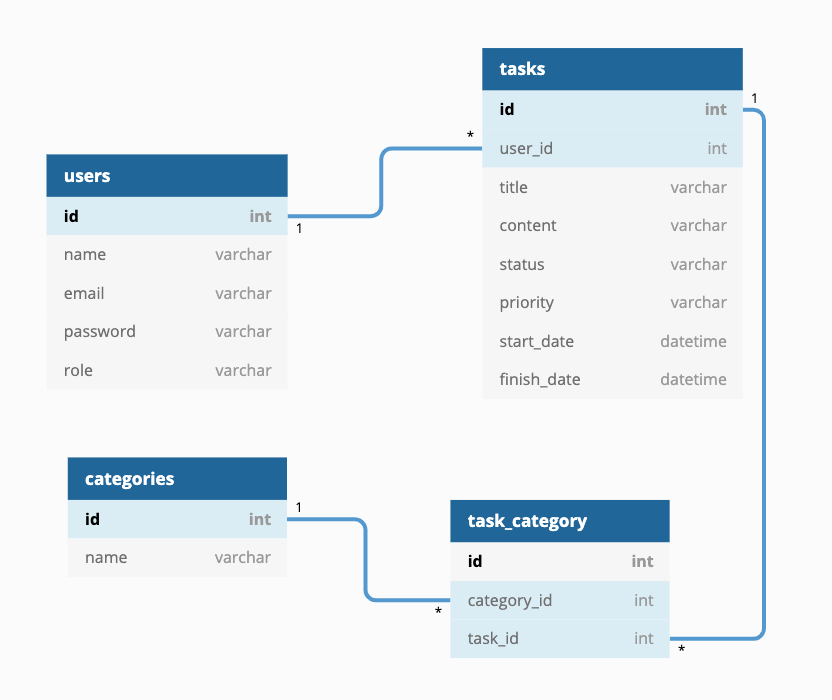 users
id int
name varchar
email varchar
password varchar
role varchar
1
*
tasks
id int
user_id int
title varchar
content varchar
status varchar
priority varchar
start_date datetime
finish_date datetime
1
categories
id int
name varchar
1
*
task_category
id int
category_id int
task_id int
*